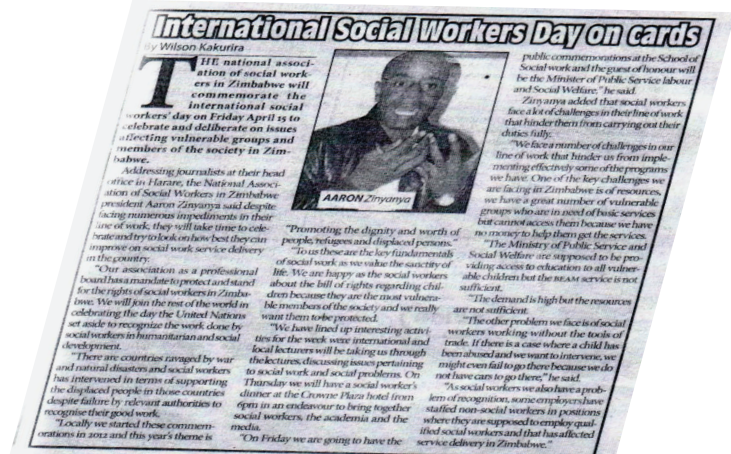 International Social Workers Day on cards
By Wilson Kakurira
THE national associ-
ation of social work-
ers in Zimbabwe will
commemorate the
international social
workers' day on Friday April 15 to
celebrate and deliberate on issues
affecting vulnerable groups and
members of the society in Zim-
babwe.
Addressing journalists at their head
office in Harare, the National Associ-
ation of Social Workers in Zimbabwe
president Aaron Zinyanya said despite
facing numerous impediments in their
line of work, they will take time to cele-
brate and try to look on how best they can
improve on social work service delivery
in the country.
"Our association as a professional
board has a mandate to protect and stand
for the rights of social workers in Zimba-
bwe. We will join the rest of the world in
celebrating the day the United Nations
set aside to recognize the work done by
social workers in humanitarian and social
development.
"There are countries ravaged by war
and natural disasters and social workers
has intervened in terms of supporting
the displaced people in those countries
despite failure by relevant authorities to
recognise their good work.
"Locally we started these commem-
orations in 2012 and this year's theme is
AARON Zinyanya
"Promoting the dignity and worth of
people, refugees and displaced persons."
"To us these are the key fundamentals
of social work as we value the sanctity of
life. We are happy as the social workers
about the bill of rights regarding chil-
dren because they are the most vulnera-
ble members of the society and we really
want them to be protected.
"We have lined up interesting activi-
ties for the week were international and
local lecturers will be taking us through
the lectures, discussing issues pertaining
to social work and social problems. On
Thursday we will have a social worker's
dinner at the Crowne Plaza hotel from
6pm in an endeavour to bring together
social workers, the academia and the
media.
"On Friday we are going to have the
public commemorations at the School of
Social work and the guest of honour will
be the Minister of Public Service labour
and Social Welfare," he said.
Zinyanya added that social workers
face a lot of challenges in their line of work
that hinder them from carrying out their
duties fully.
"We face a number of challenges in our
line of work that hinder us from imple-
menting effectively some of the programs
we have. One of the key challenges we
are facing in Zimbabwe is of resources,
we have a great number of vulnerable
groups who are in need of basic services
but cannot access them because we have
no money to help them get the services.
"The Ministry of Public Service and
Social Welfare are supposed to be pro-
viding access to education to all vulner-
able children but the BEAM service is not
sufficient.
"The demand is high but the resources
are not sufficient.
"The other problem we face is of social
workers working without the tools of
trade. If there is a case where a child has
been abused and we want to intervene, we
might even fail to go there because we do
not have cars to go there," he said.
"As social workers we also have a prob-
lem of recognition, some employers have
staffed non-social workers in positions
where they are supposed to employ qual-
ified social workers and that has affected
service delivery in Zimbabwe."